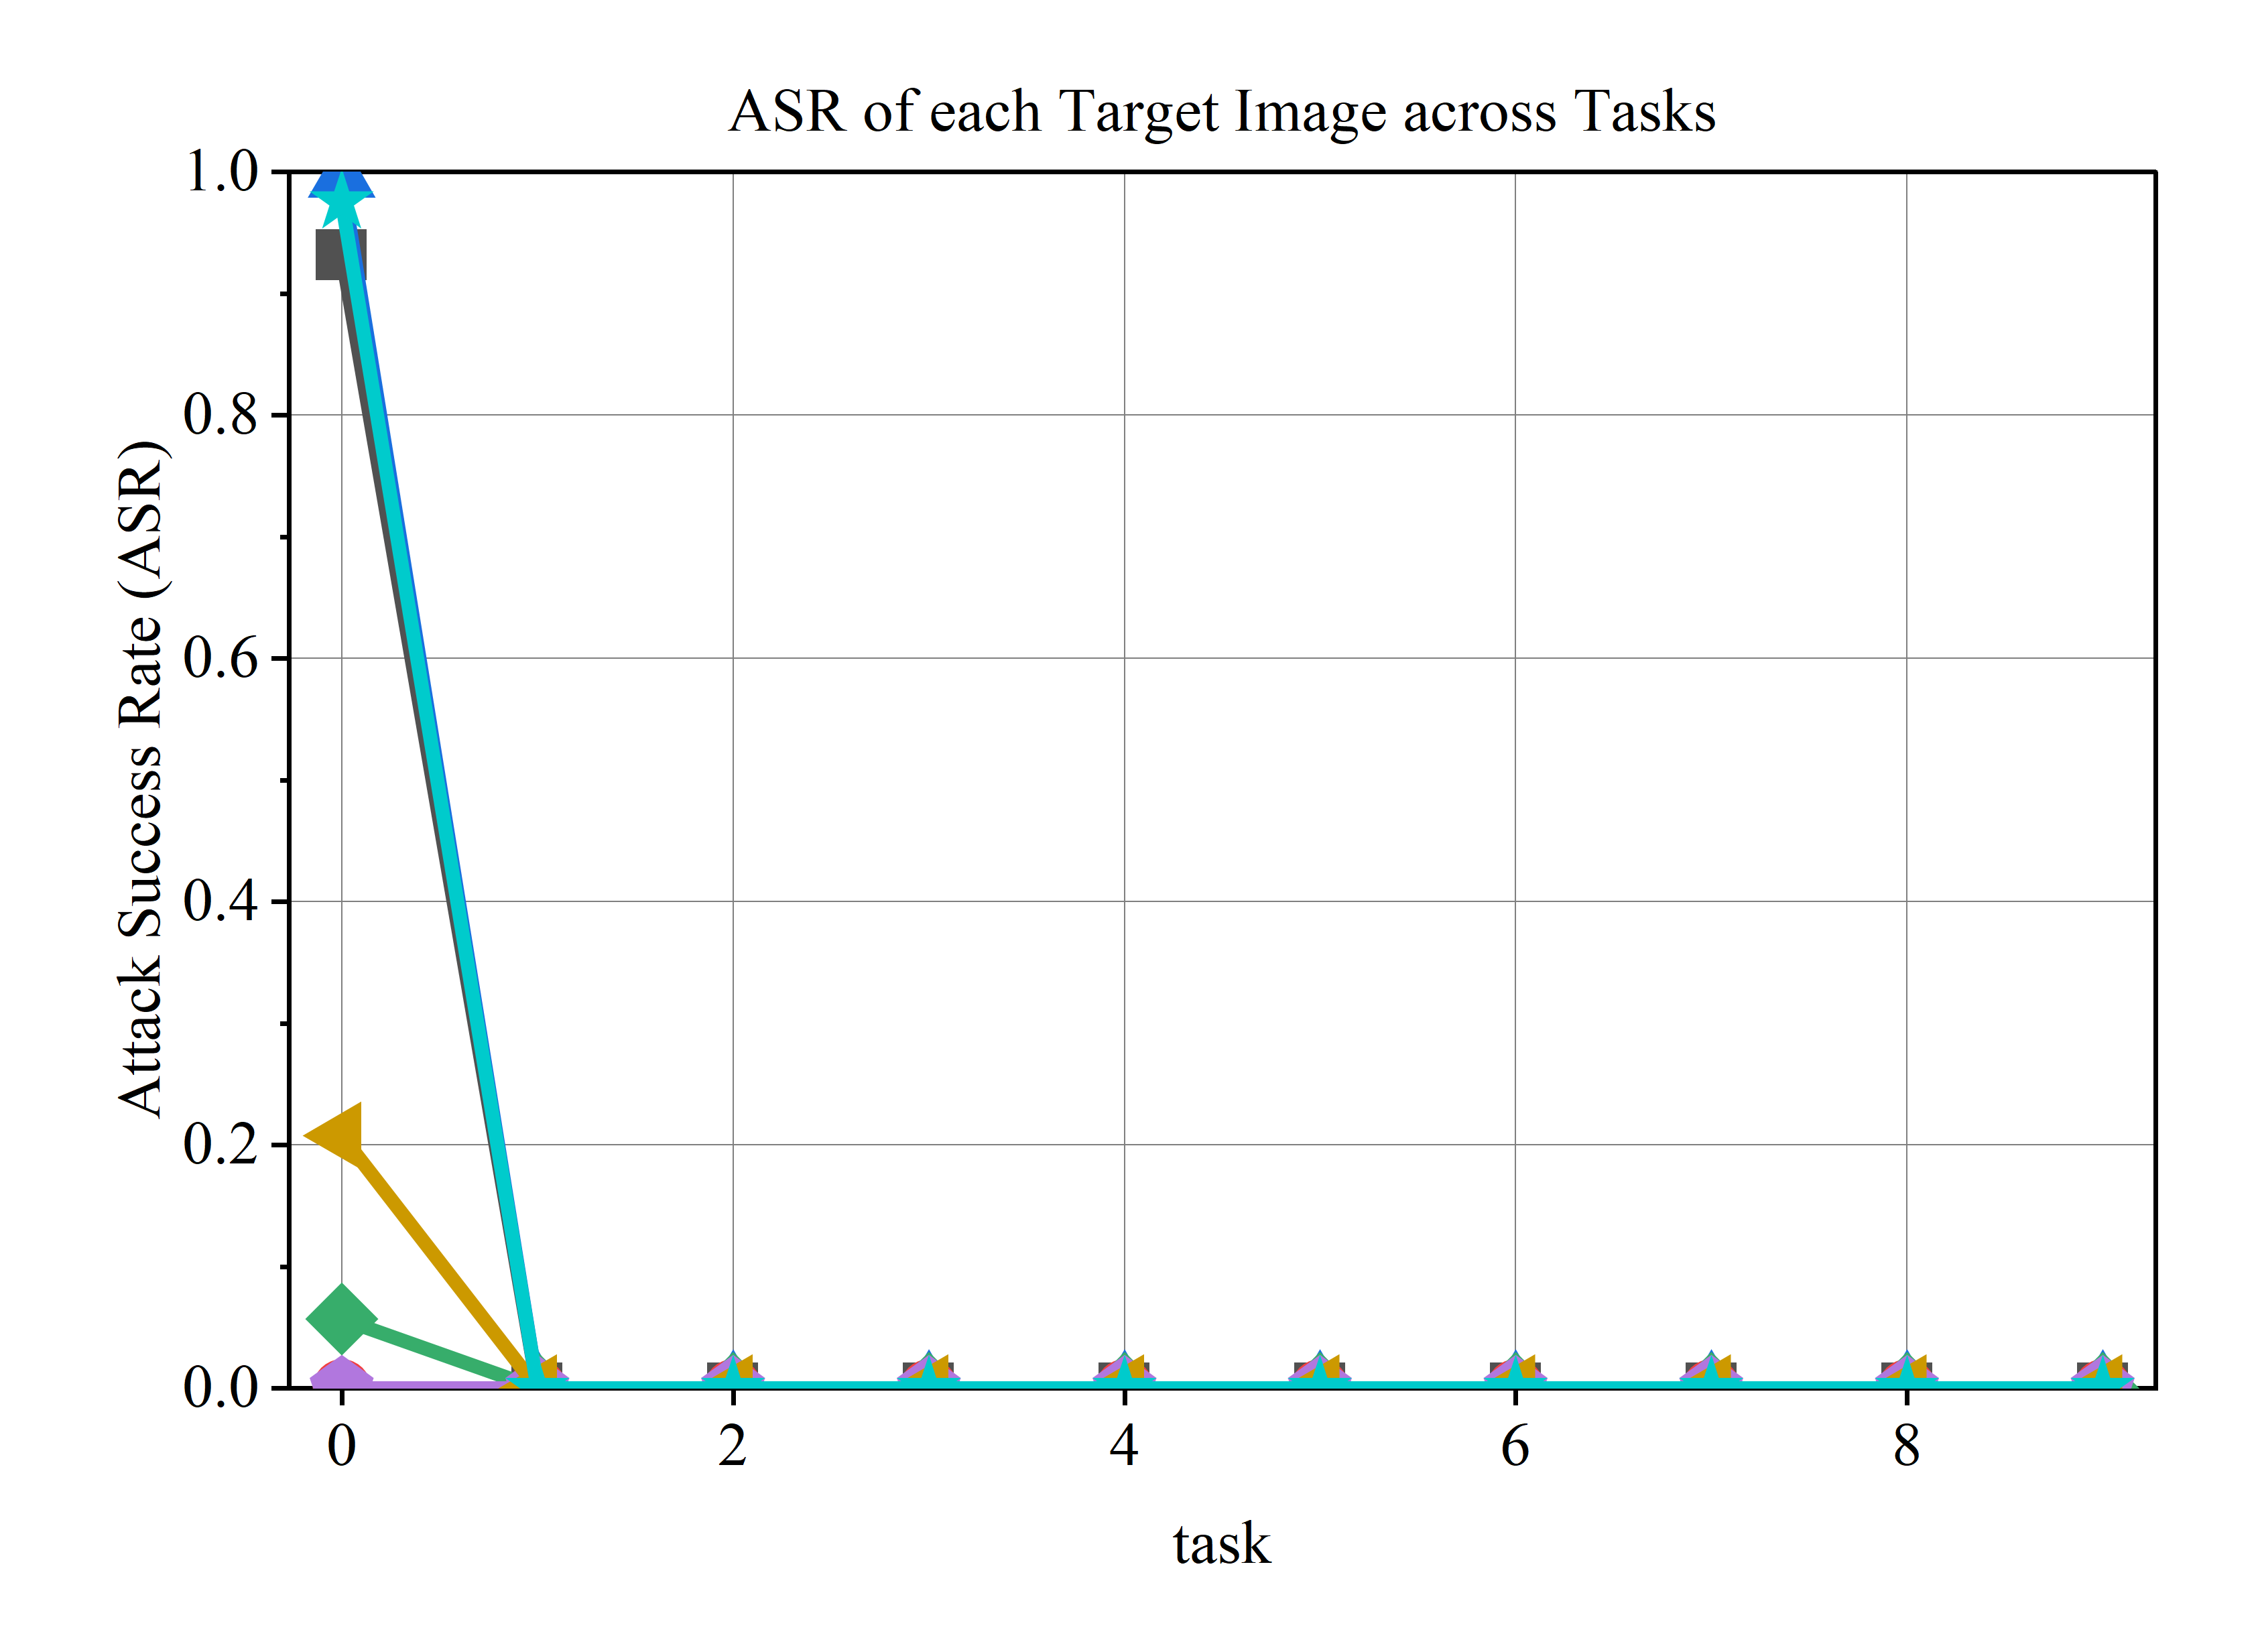 ASR of each Target Image across Tasks
1.0
0.8
0.6
0.4
0.2
0.0
Attack Success Rate (ASR)
0 2 4 6 8
task